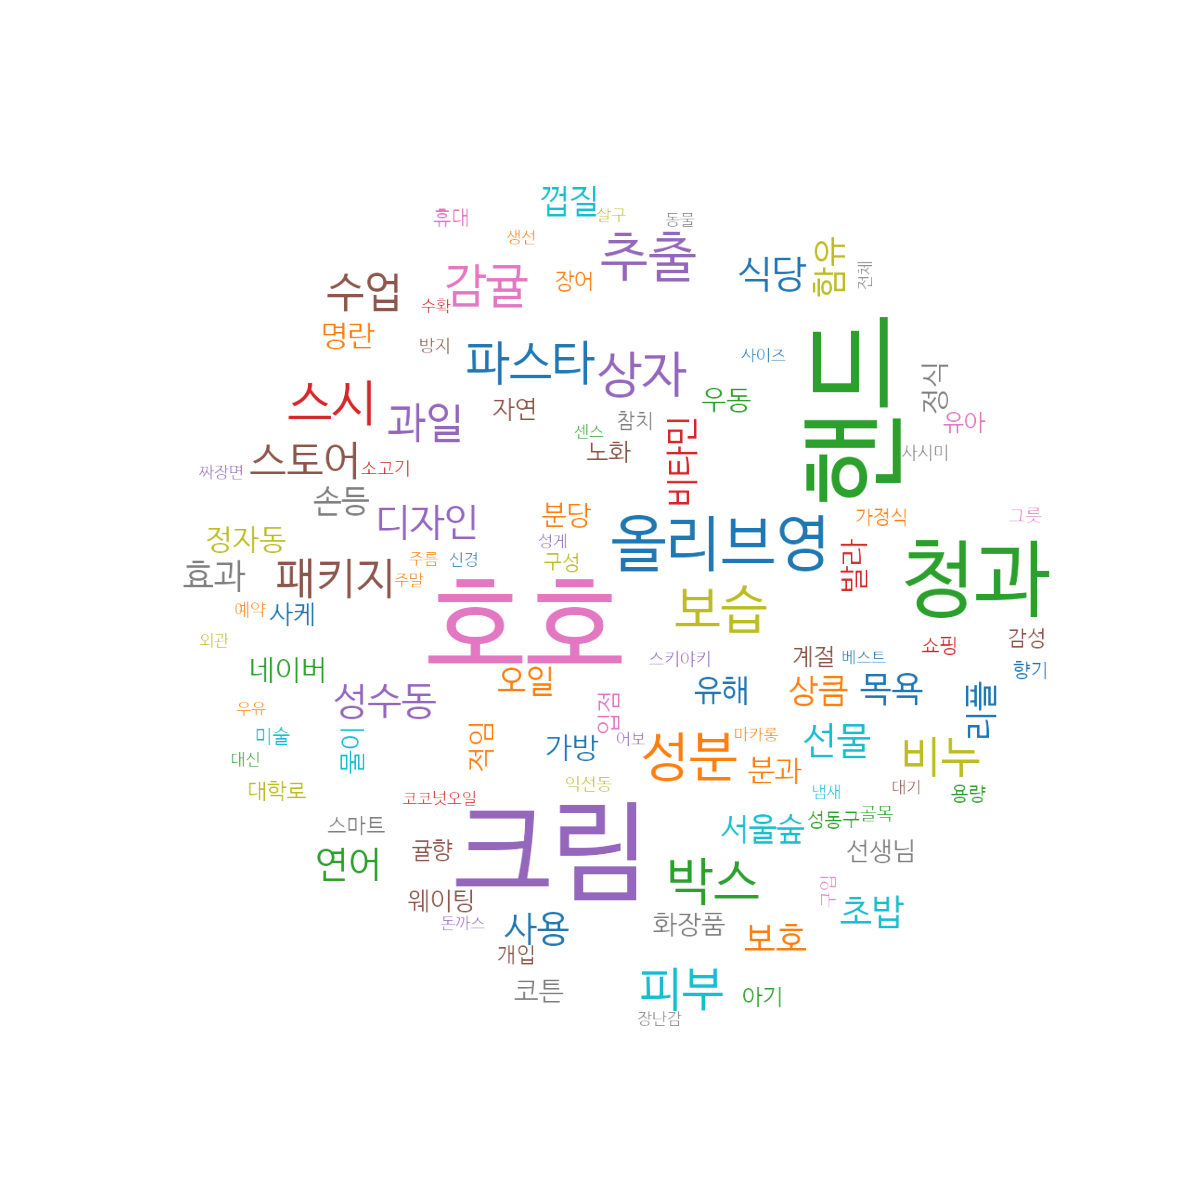 껍질
휴대
살구
동물
생선
추출
함유
식당
전체
감귤
장어
수업
수확
명란
방지
핸드
파스타
상자
사이즈
정식
스시
과일
자연
우동
참치
유아
비타민
센스
노화
스토어
소고기
짜장면
사시미
손등
디자인
분당
올리브영
가정식
그릇
정자동
성게
청과
발라
패키지
주름
신경
구성
효과
주말
호호
보습
예약
사케
외관
감성
쇼핑
스키야키
계절
베스트
네이버
오일
향기
성수동
유해
상큼
목욕
리플
우유
입점
미술
물이
적임
가방
어보
성분
마카롱
선물
비누
대신
분과
대학로
익선동
냄새
대기
용량
코코넛오일
크림
스마트
귤향
서울숲
성동구
골목
연어
선생님
박스
웨이팅
구입
돈까스
사용
화장품
초밥
보호
개입
코튼
피부
아기
장난감